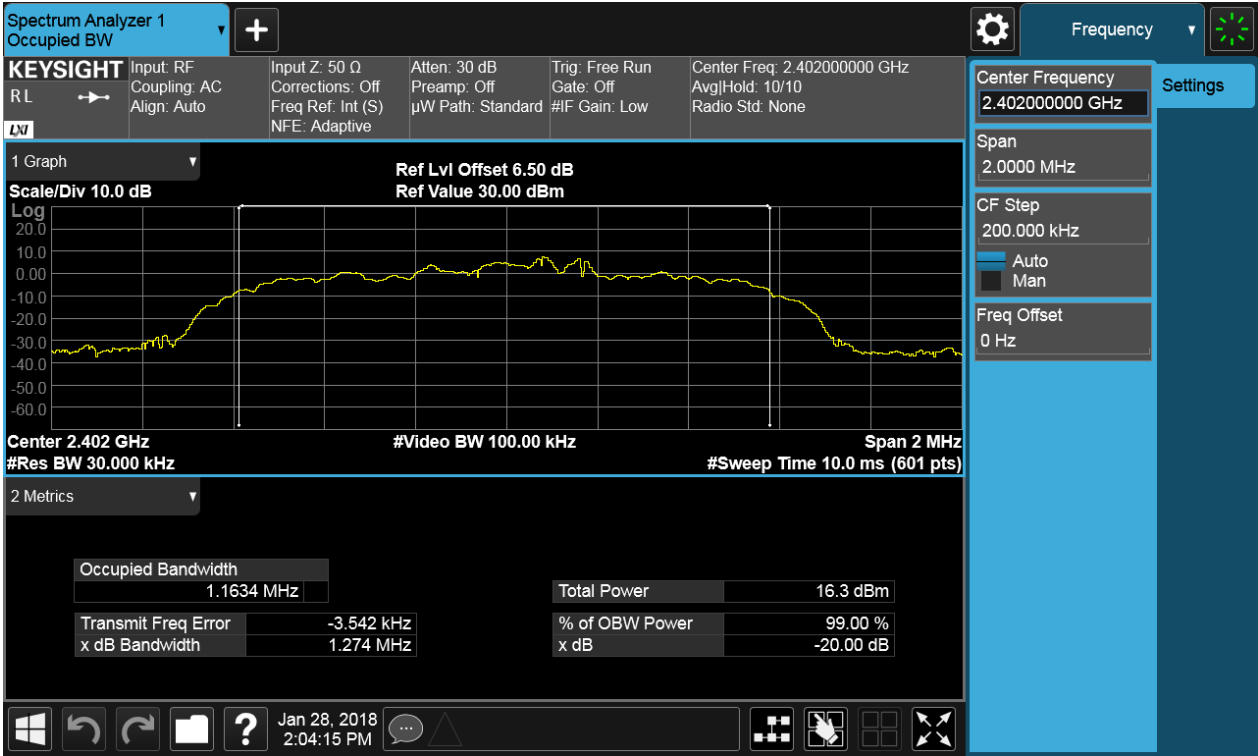 Spectrum Analyzer 1
Occupied BW
Frequency
KEYSIGHT
R L
LXI
Input: RF
Coupling: AC
Align: Auto
Input Z: 50 Ω
Corrections: Off
Freq Ref: Int (S)
NFE: Adaptive
Atten: 30 dB
Preamp: Off
µW Path: Standard
Trig: Free Run
Gate: Off
#IF Gain: Low
Center Freq: 2.402000000 GHz
Avg|Hold: 10/10
Radio Std: None
Center Frequency
2.402000000 GHz
Settings
Span
2.0000 MHz
CF Step
200.000 kHz
Auto
Man
Freq Offset
0 Hz
1 Graph
Ref Lvl Offset 6.50 dB
Scale/Div 10.0 dB
Ref Value 30.00 dBm
Log
20.0
10.0
0.00
-10.0
-20.0
-30.0
-40.0
-50.0
-60.0
Center 2.402 GHz
#Video BW 100.00 kHz
Span 2 MHz
#Res BW 30.000 kHz
#Sweep Time 10.0 ms (601 pts)
2 Metrics
Occupied Bandwidth
1.1634 MHz
Total Power 16.3 dBm
Transmit Freq Error -3.542 kHz
% of OBW Power 99.00 %
x dB Bandwidth 1.274 MHz
x dB -20.00 dB
?
Jan 28, 2018
2:04:15 PM